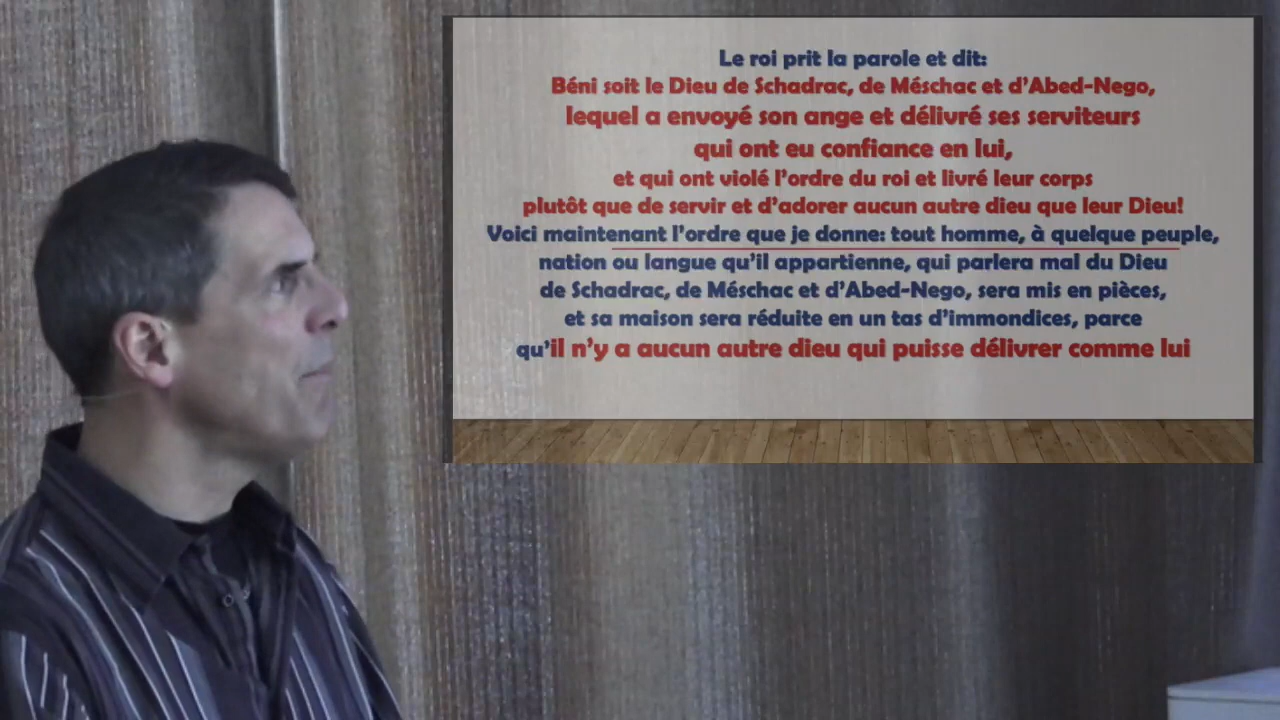 Le roi prit la parole et dit:
Béni soit le Dieu de Schadrac, de Méschac et d'Abed-Nego,
lequel a envoyé son ange et délivré ses serviteurs
qui ont eu confiance en lui,
et qui ont violé l'ordre du roi et livré leur corps
plutôt que de servir et d'adorer aucun autre dieu que leur Dieu!
Voici maintenant l'ordre que je donne: tout homme, à quelque peuple,
nation ou langue qu'il appartienne, qui parlera mal du Dieu
de Schadrac, de Méschac et d'Abed-Nego, sera mis en pièces,
et sa maison sera réduite en un tas d'immondices, parce
qu'il n'y a aucun autre dieu qui puisse délivrer comme lui